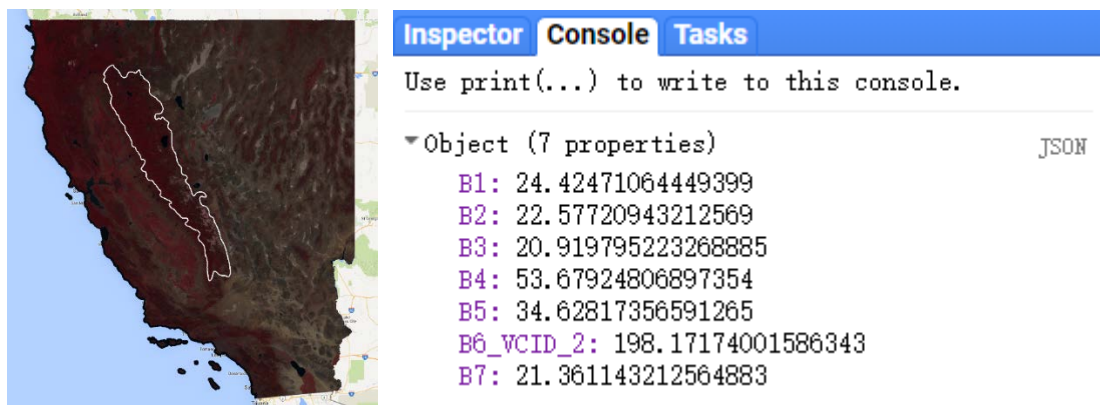 Inspector Console Tasks
Use print(...) to write to this console.
Object (7 properties) JSON
B1: 24.42471064449399
B2: 22.57720943212569
B3: 20.919795223268885
B4: 53.67924806897354
B5: 34.62817356591265
B6_VCID_2: 198.17174001586343
B7: 21.361143212564883